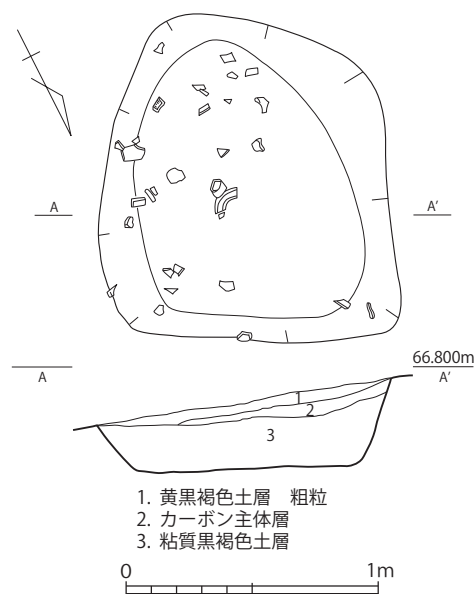 A A'
66.800m
A A'
1
2
3
1. 黄黒褐色土層 粗粒
2. カーボン主体層
3. 粘質黒褐色土層
0 1m